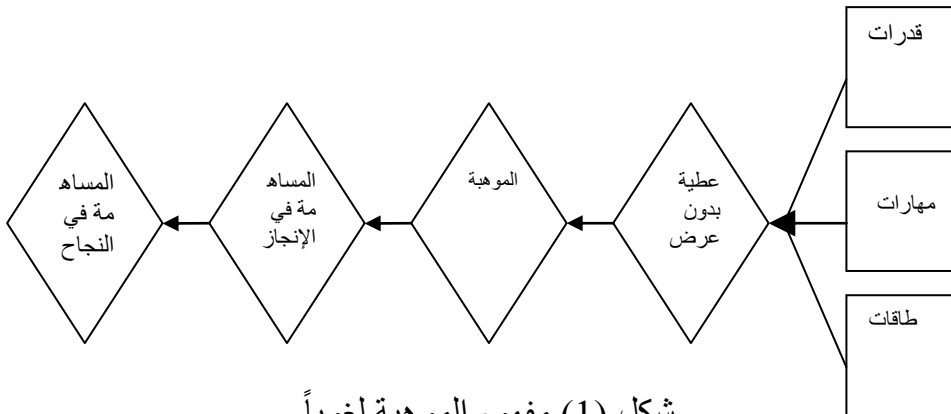 قدرات
مهارات
طاقات
عطية
بدون
عرض
الموهبة
المساه
مة في
الإنجاز
المساه
مة في
النجاح
شكل (1) مفهوم الموهبة لغوياً